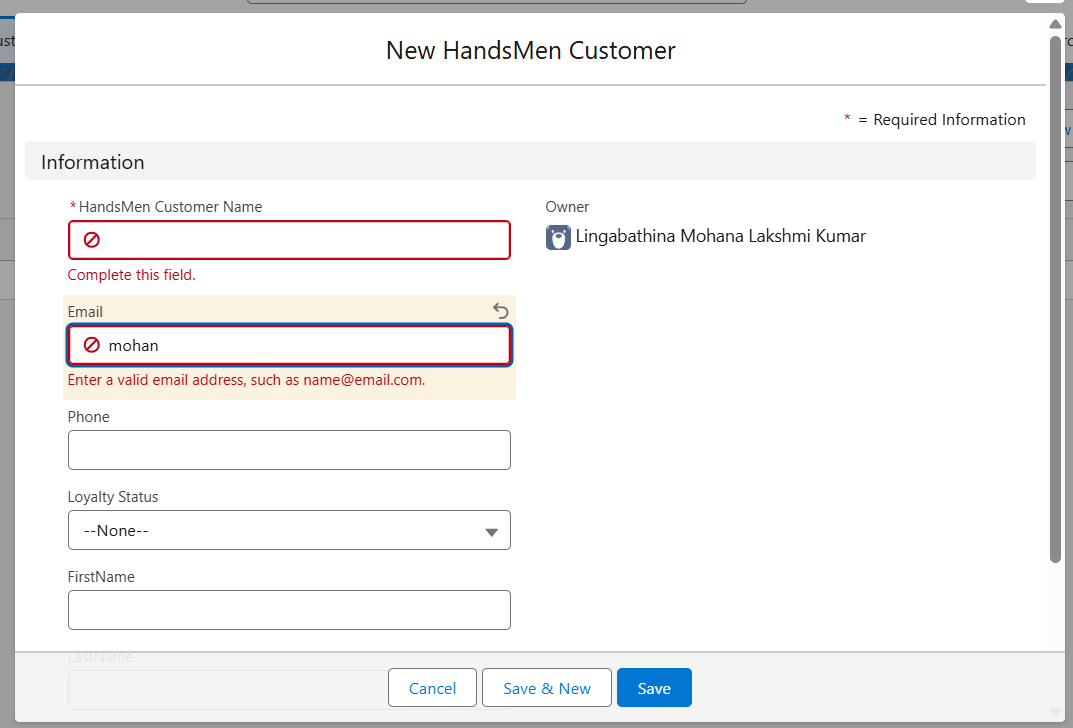 New HandsMen Customer
* = Required Information
Information
*HandsMen Customer Name
Complete this field.
Owner
Lingabathina Mohana Lakshmi Kumar
Email
mohan
Enter a valid email address, such as name@email.com.
Phone
Loyalty Status
--None--
FirstName
LastName
Cancel
Save & New
Save